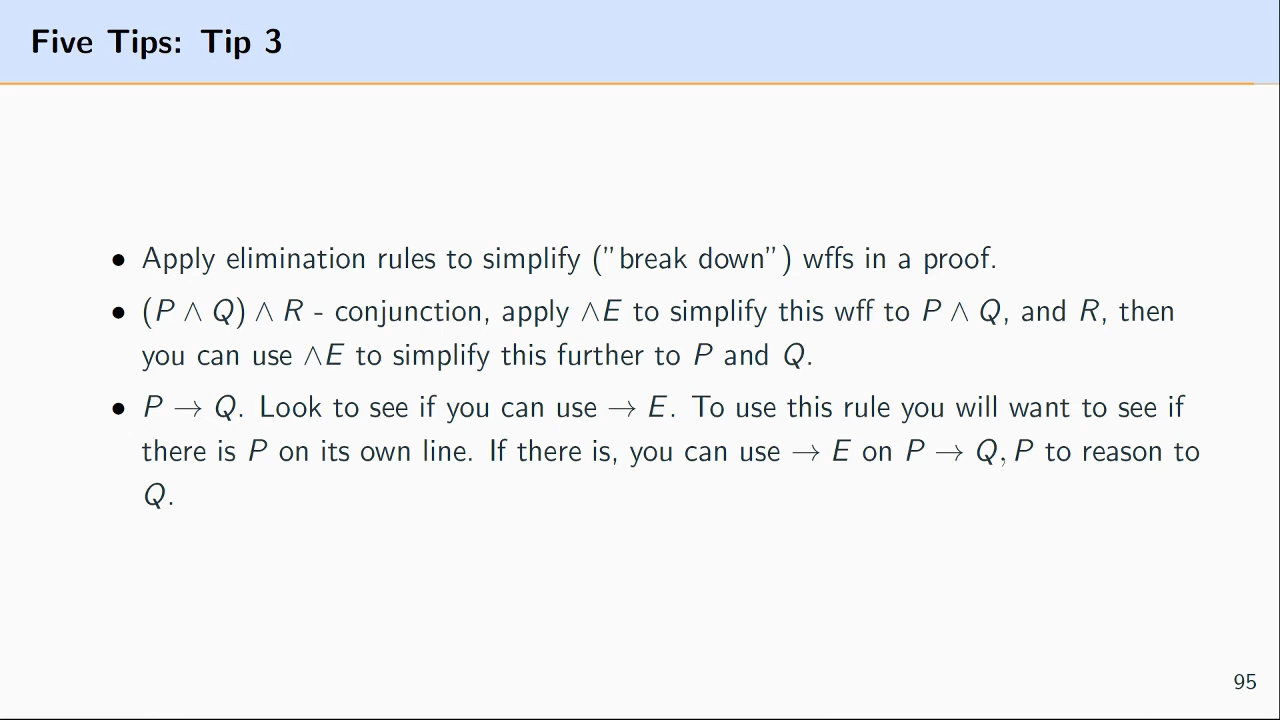 Five Tips: Tip 3
• Apply elimination rules to simplify (”break down”) wffs in a proof.
• (P ∧ Q) ∧ R - conjunction, apply ∧E to simplify this wff to P ∧ Q, and R, then
you can use ∧E to simplify this further to P and Q.
• P → Q. Look to see if you can use → E. To use this rule you will want to see if
there is P on its own line. If there is, you can use → E on P → Q, P to reason to
Q.
95